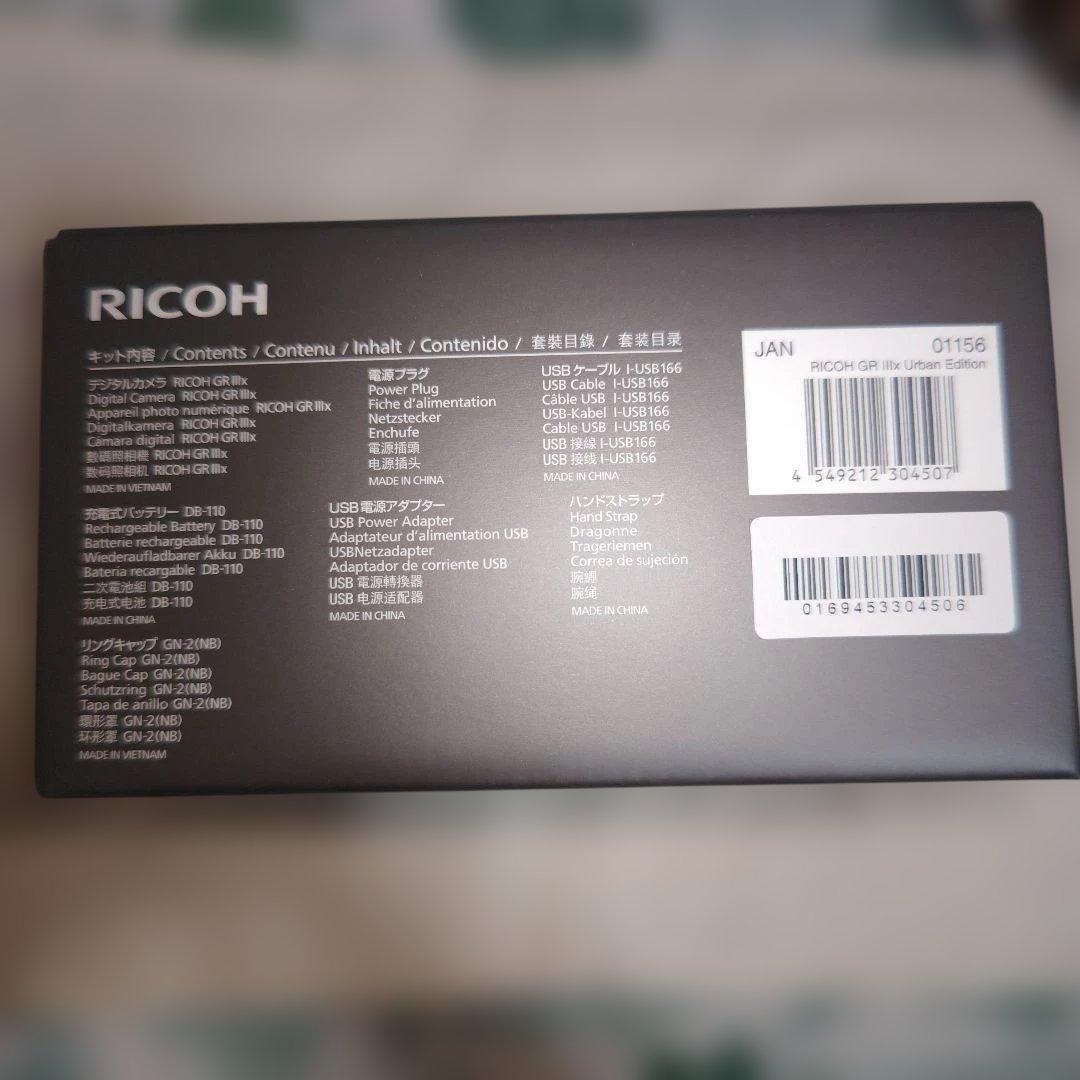 RICOH
キット内容 / Contents / Contenu / Inhalt / Contenido / 套裝目錄 / 套装目录
デジタルカメラ RICOH GR IIIx
Digital Camera RICOH GR IIIx
Appareil photo numérique RICOH GR IIIx
Digitalkamera RICOH GR IIIx
Cámara digital RICOH GR IIIx
數碼照相機 RICOH GR IIIx
数码照相机 RICOH GR IIIx
MADE IN VIETNAM
電源プラグ
Power Plug
Fiche d'alimentation
Netzstecker
Enchufe
電源插頭
电源插头
MADE IN CHINA
USB ケーブル I-USB166
USB Cable I-USB166
Câble USB I-USB166
USB-Kabel I-USB166
Cable USB I-USB166
USB 接線 I-USB166
USB 接线 I-USB166
MADE IN CHINA
充電式バッテリー DB-110
Rechargeable Battery DB-110
Batterie rechargeable DB-110
Wiederaufladbarer Akku DB-110
Bateria recargable DB-110
二次電池組 DB-110
充电式电池 DB-110
MADE IN CHINA
USB 電源アダプター
USB Power Adapter
Adaptateur d'alimentation USB
USBNetzadapter
Adaptador de corriente USB
USB 電源轉換器
USB 电源适配器
MADE IN CHINA
ハンドストラップ
Hand Strap
Dragonne
Trageriemen
Correa de sujeción
腕繩
腕绳
MADE IN CHINA
リングキャップ GN-2(NB)
Ring Cap GN-2(NB)
Bague Cap GN-2(NB)
Schutzring GN-2(NB)
Tapa de anillo GN-2(NB)
環形罩 GN-2(NB)
环形罩 GN-2(NB)
MADE IN VIETNAM
JAN 01156
RICOH GR IIIx Urban Edition
4 549212 304507
0169453304506